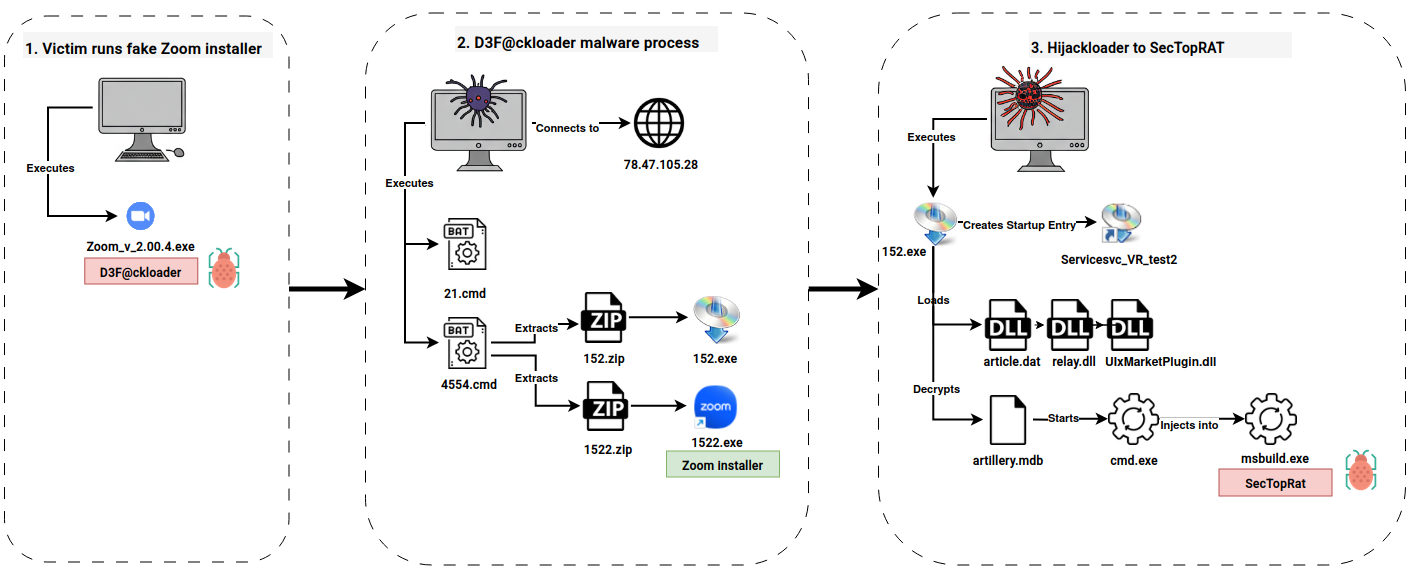 1. Victim runs fake Zoom installer
Executes
Zoom_v_2.00.4.exe
D3F@ckloader
2. D3F@ckloader malware process
Connects to
78.47.105.28
Executes
BAT
21.cmd
BAT
4554.cmd
Extracts
ZIP
152.zip
152.exe
Extracts
ZIP
1522.zip
zoom
1522.exe
Zoom Installer
3. Hijackloader to SecTopRAT
Executes
152.exe
Creates Startup Entry
Servicesvc_VR_test2
Loads
DLL
DLL
DLL
article.dat
relay.dll
UIxMarketPlugin.dll
Decrypts
artillery.mdb
Starts
cmd.exe
Injects into
msbuild.exe
SecTopRat